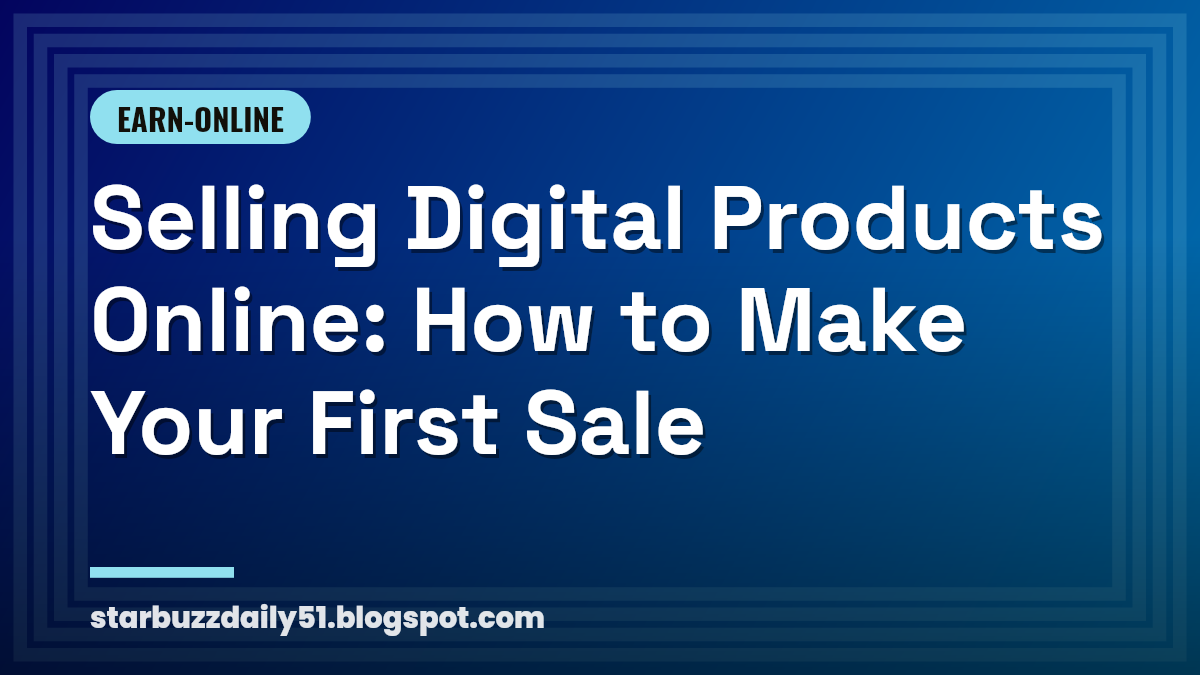 EARN-ONLINE
Selling Digital Products
Online: How to Make
Your First Sale
starbuzzdaily51.blogspot.com